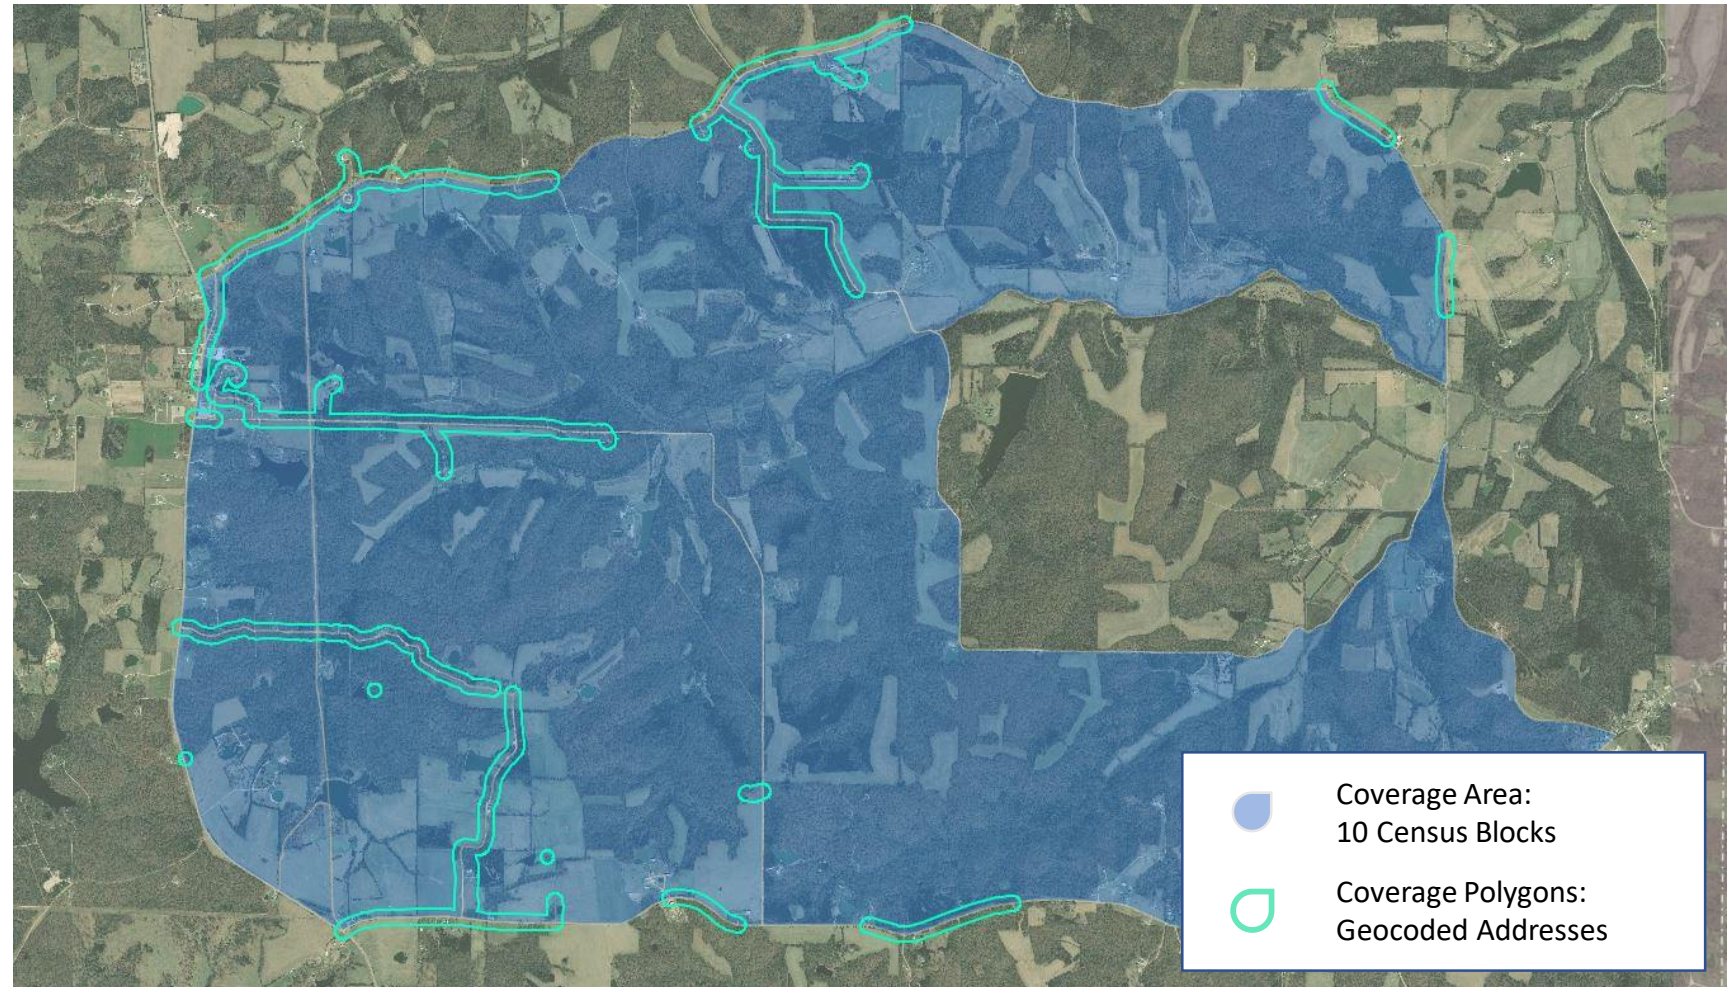 Coverage Area:
10 Census Blocks
Coverage Polygons:
Geocoded Addresses